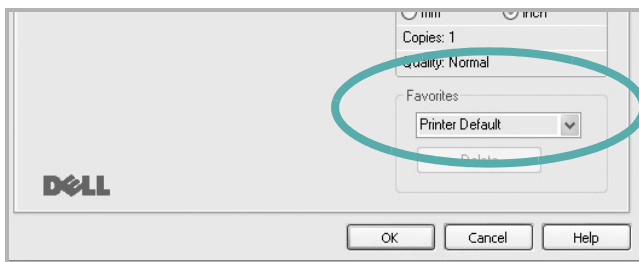 mm inch
Copies: 1
Quality: Normal
Favorites
Printer Default
Delete
DELL
OK Cancel Help